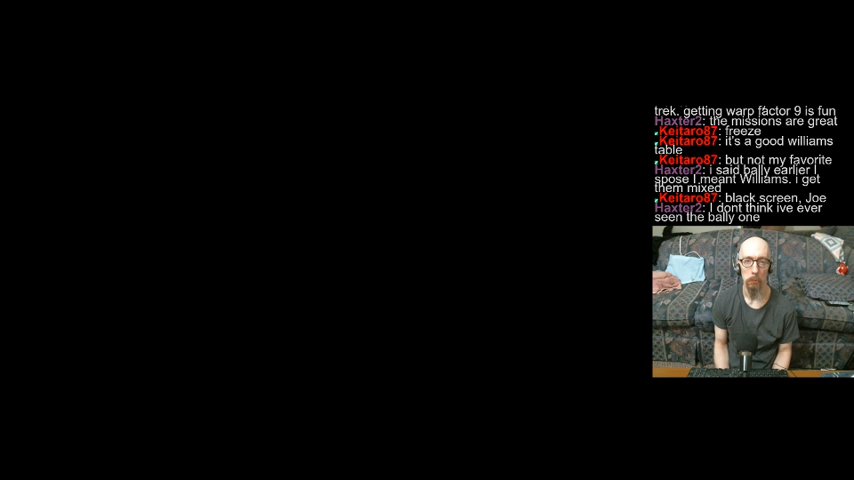 trek. getting warp factor 9 is fun
Haxter2: the missions are great
Keitaro87: freeze
Keitaro87: it's a good williams
table
Keitaro87: but not my favorite
Haxter2: i said bally earlier I
spose I meant Williams. i get
them mixed
Keitaro87: black screen, Joe
Haxter2: I dont think ive ever
seen the bally one